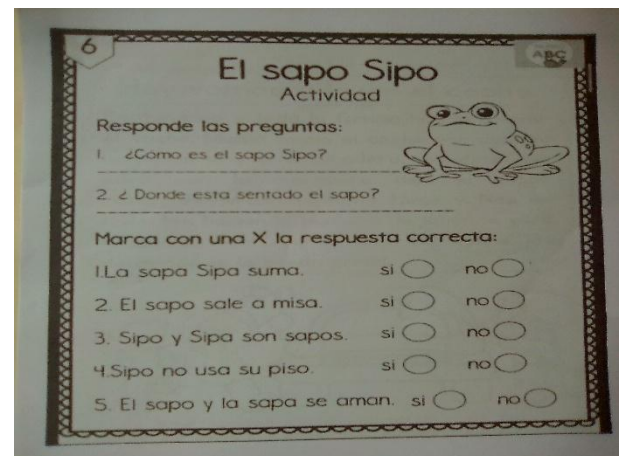 6
ABC
El sapo Sipo
Actividad
Responde las preguntas:
1. ¿Como es el sapo Sipo?
2. ¿ Donde esta sentado el sapo?
Marca con una X la respuesta correcta:
1.La sapa Sipa suma. si no
2. El sapo sale a misa. si no
3. Sipo y Sipa son sapos. si no
4.Sipo no usa su piso. si no
5. El sapo y la sapa se aman. si no